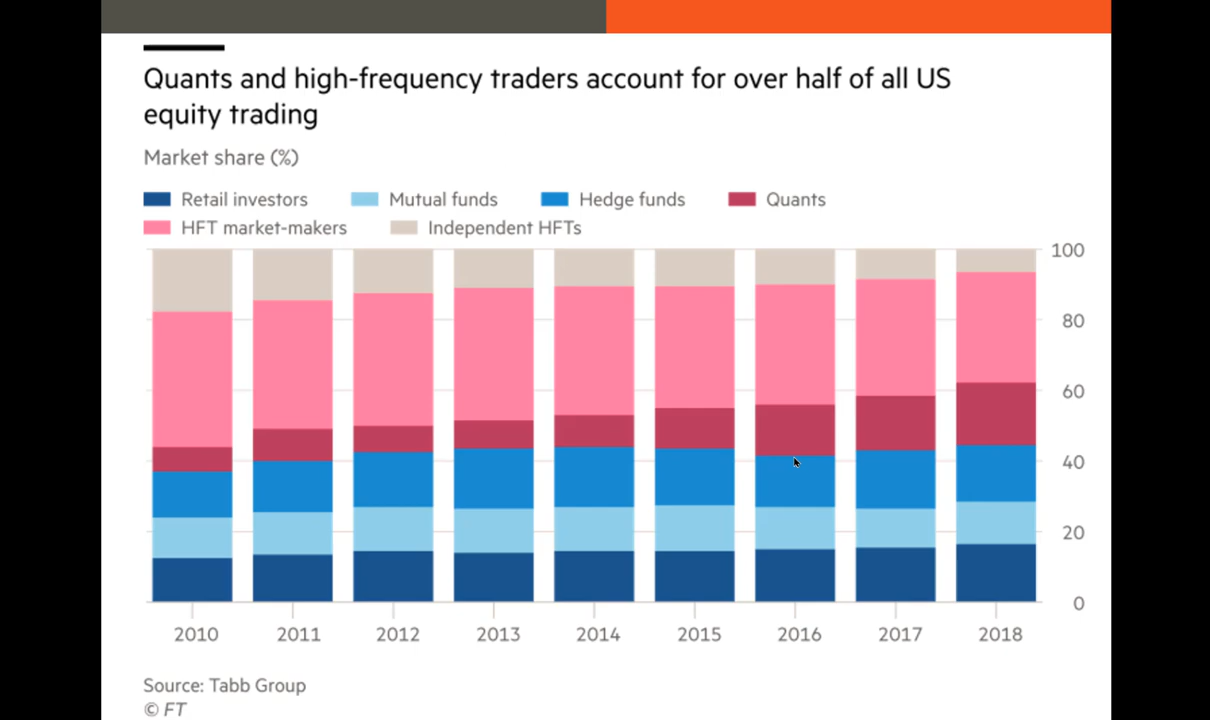 Quants and high-frequency traders account for over half of all US
equity trading
Market share (%)
Retail investors Mutual funds Hedge funds Quants
HFT market-makers Independent HFTs
100
80
60
40
20
0
2010 2011 2012 2013 2014 2015 2016 2017 2018
Source: Tabb Group
© FT